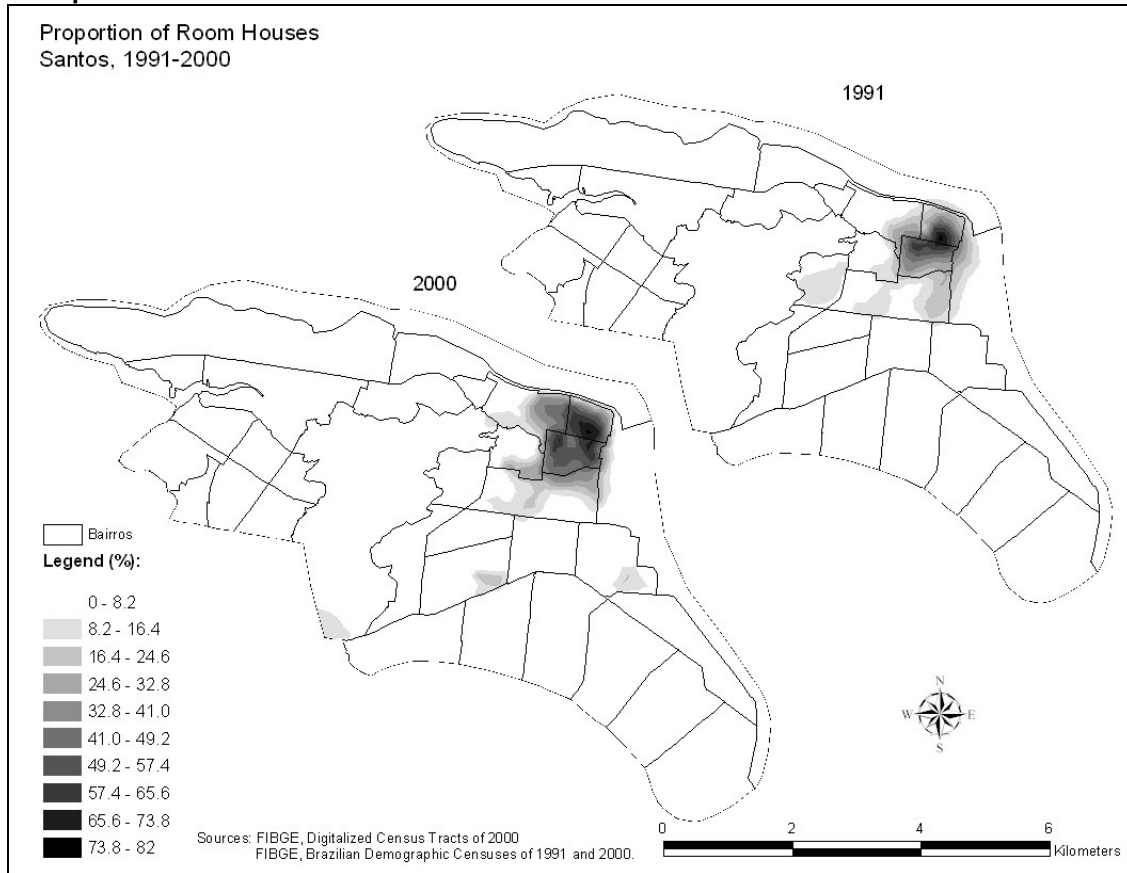 Proportion of Room Houses
Santos, 1991-2000
1991
2000
Bairros
Legend (%):
0 - 8.2
8.2 - 16.4
16.4 - 24.6
24.6 - 32.8
32.8 - 41.0
41.0 - 49.2
49.2 - 57.4
57.4 - 65.6
65.6 - 73.8
73.8 - 82
Sources: FIBGE, Digitalized Census Tracts of 2000
FIBGE, Brazilian Demographic Censuses of 1991 and 2000.
N
W E
S
0 2 4 6
Kilometers